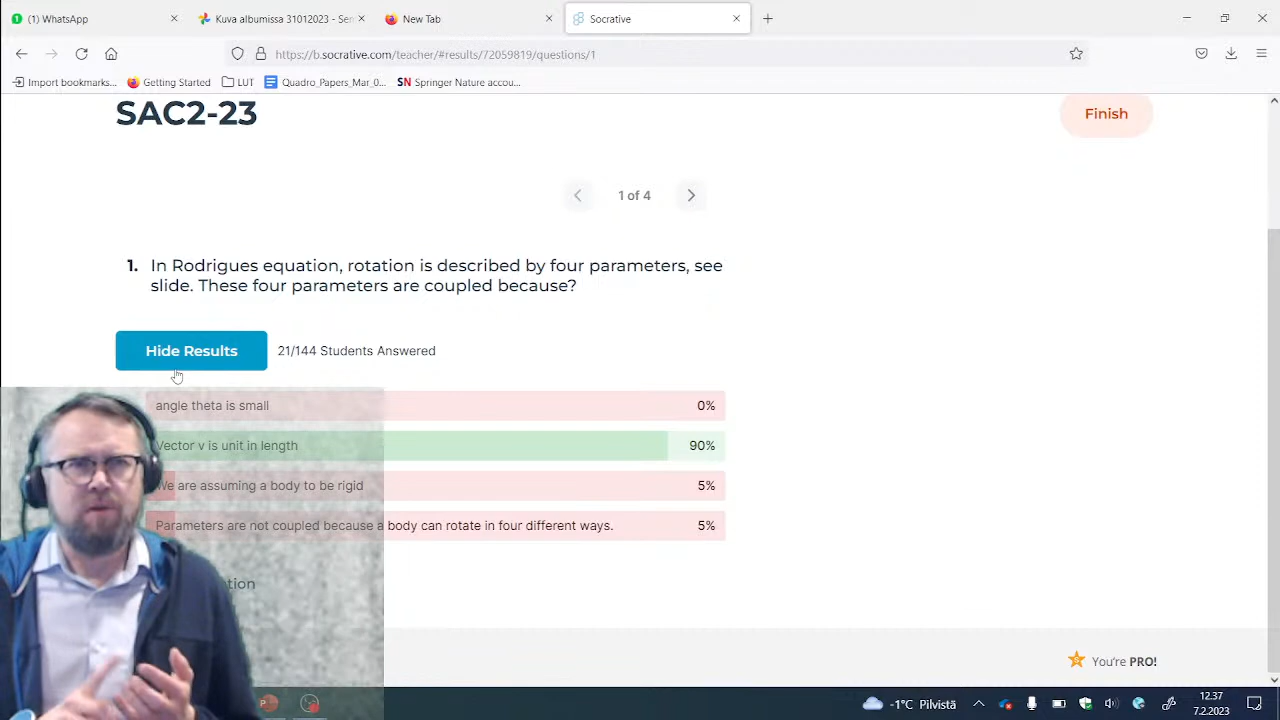 (1) WhatsApp
Kuva albumissa 31012023 - Ser
New Tab
Socrative
https://b.socrative.com/teacher/#results/72059819/questions/1
Import bookmarks...
Getting Started
LUT
Quadro_Papers_Mar_0...
SN Springer Nature accou...
SAC2-23
Finish
1 of 4
1. In Rodrigues equation, rotation is described by four parameters, see
slide. These four parameters are coupled because?
Hide Results
21/144 Students Answered
angle theta is small 0%
Vector v is unit in length 90%
We are assuming a body to be rigid 5%
Parameters are not coupled because a body can rotate in four different ways. 5%
You're PRO!
-1°C Pilvistä
12.37
7.2.2023